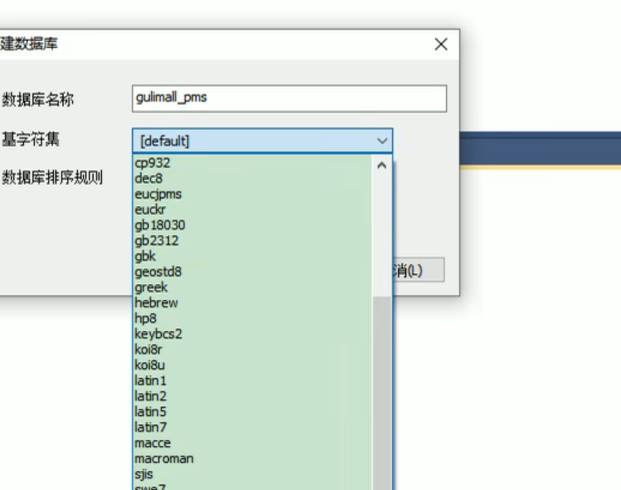 建数据库
数据库名称
gulimall_pms
基字符集
[default]
cp932
dec8
数据库排序规则
eucjpms
euckr
gb18030
gb2312
gbk
geostd8
消(L)
greek
hebrew
hp8
keybcs2
koi8r
koi8u
latin1
latin2
latin5
latin7
macce
macroman
sjis
swe7